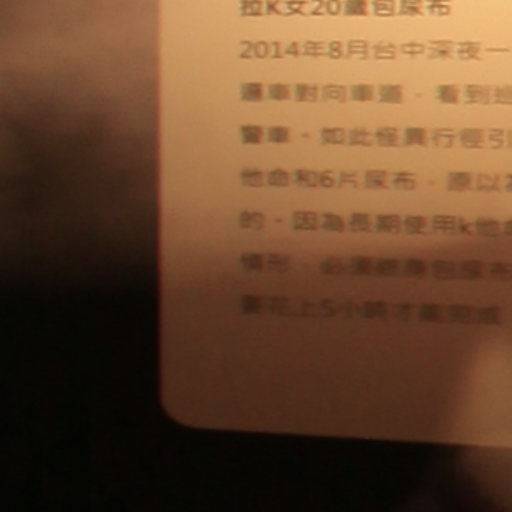 拉K女20歲包尿布
2014年8月台中深夜一
邏車對向車道，看到巡
警車，如此怪異行徑引
他命和6片尿布，原以為
的，因為長期使用k他命
情形，必須終身包尿布
要花上5小時才能完成